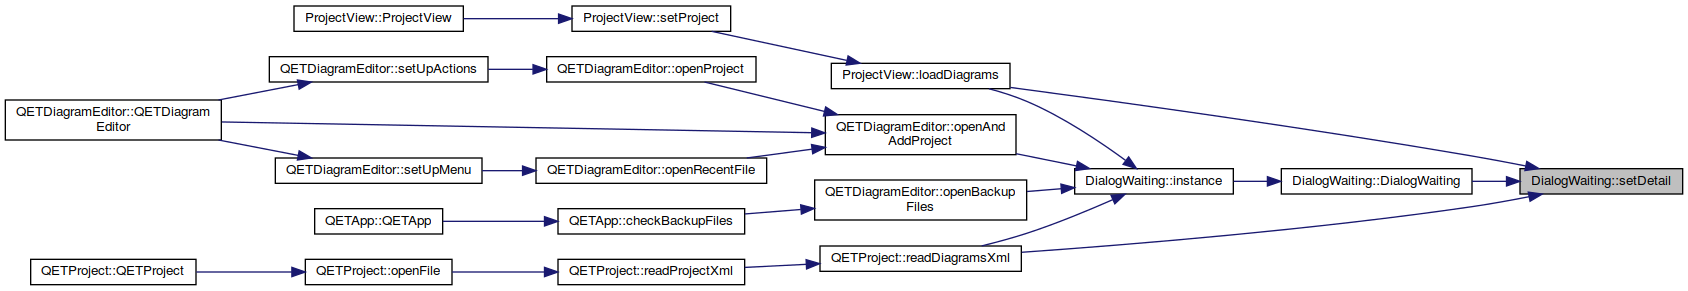 ProjectView::ProjectView
ProjectView::setProject
QETDiagramEditor::setUpActions
QETDiagramEditor::openProject
ProjectView::loadDiagrams
QETDiagramEditor::QETDiagram
Editor
QETDiagramEditor::openAnd
AddProject
QETDiagramEditor::setUpMenu
QETDiagramEditor::openRecentFile
DialogWaiting::instance
DialogWaiting::DialogWaiting
DialogWaiting::setDetail
QETDiagramEditor::openBackup
Files
QETApp::QETApp
QETApp::checkBackupFiles
QETProject::readDiagramsXml
QETProject::QETProject
QETProject::openFile
QETProject::readProjectXml